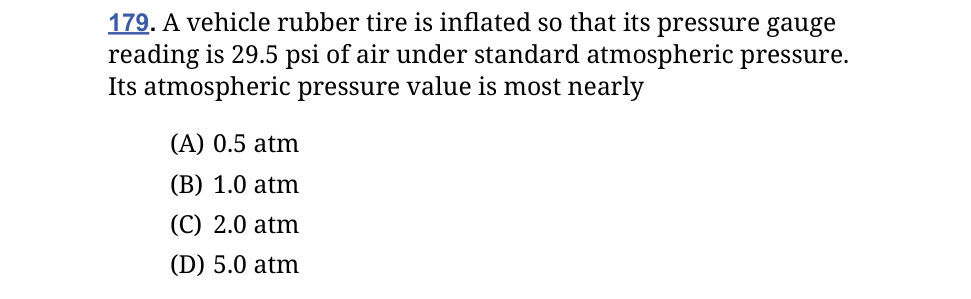 179. A vehicle rubber tire is inflated so that its pressure gauge
reading is 29.5 psi of air under standard atmospheric pressure.
Its atmospheric pressure value is most nearly
(A) 0.5 atm
(B) 1.0 atm
(C) 2.0 atm
(D) 5.0 atm